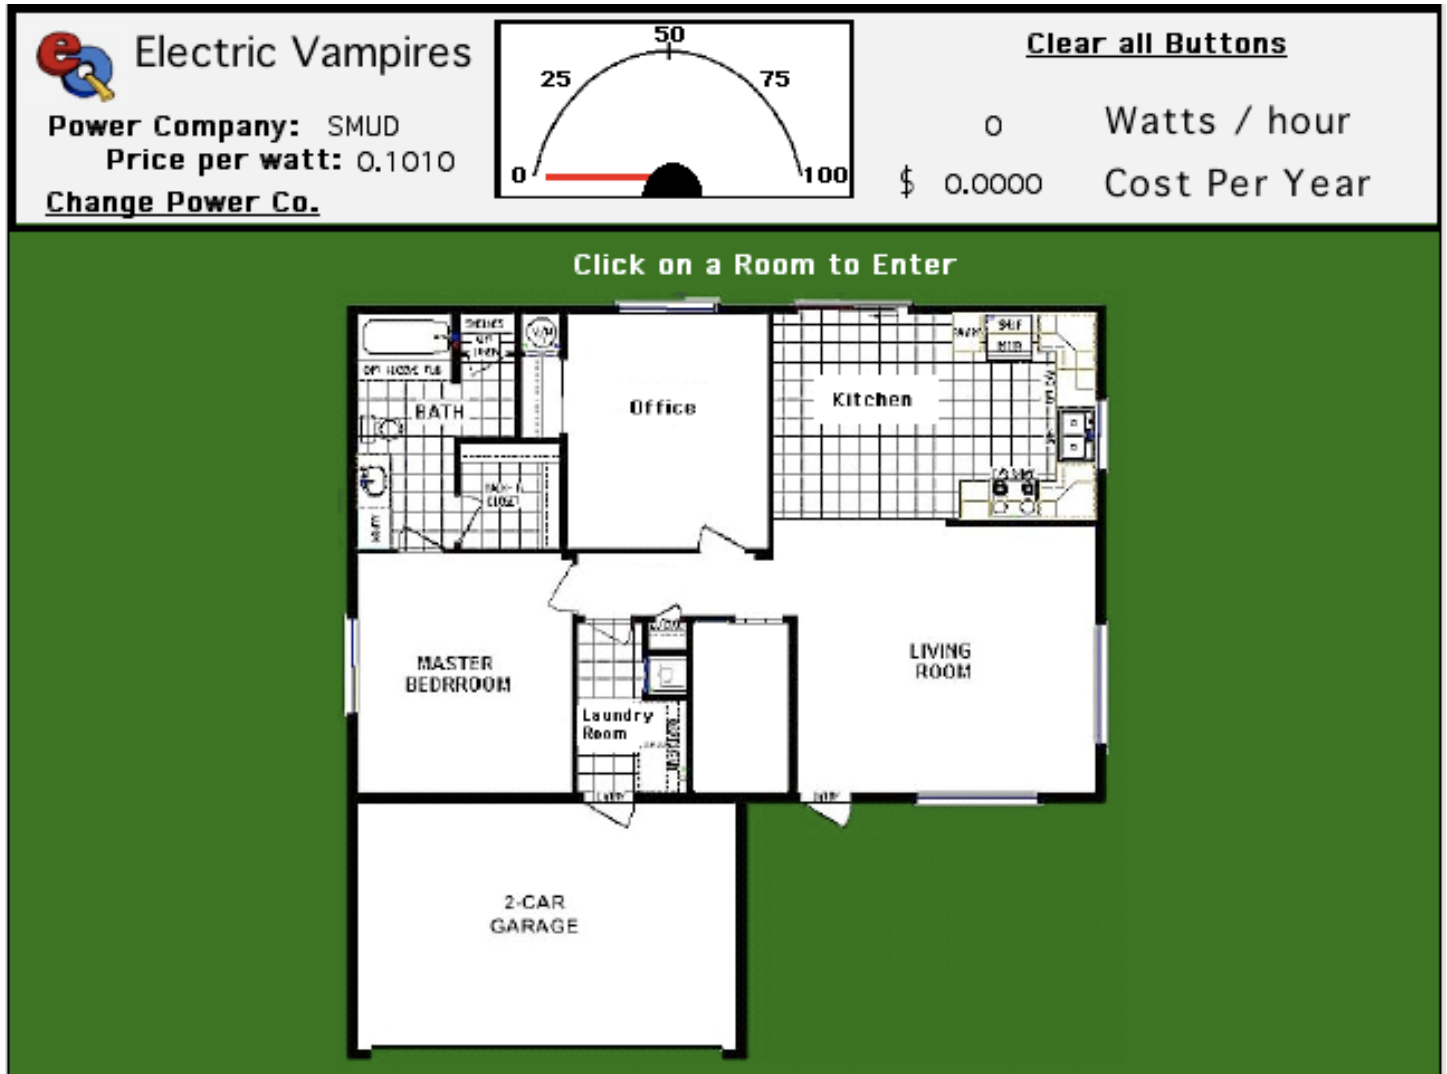 eQ Electric Vampires
Power Company: SMUD
Price per watt: 0.1010
Change Power Co.
0
25
50
75
100
Clear all Buttons
0 Watts / hour
$ 0.0000 Cost Per Year
Click on a Room to Enter
BATH
Office
Kitchen
MASTER
BEDRROOM
Laundry
Room
LIVING
ROOM
2-CAR
GARAGE